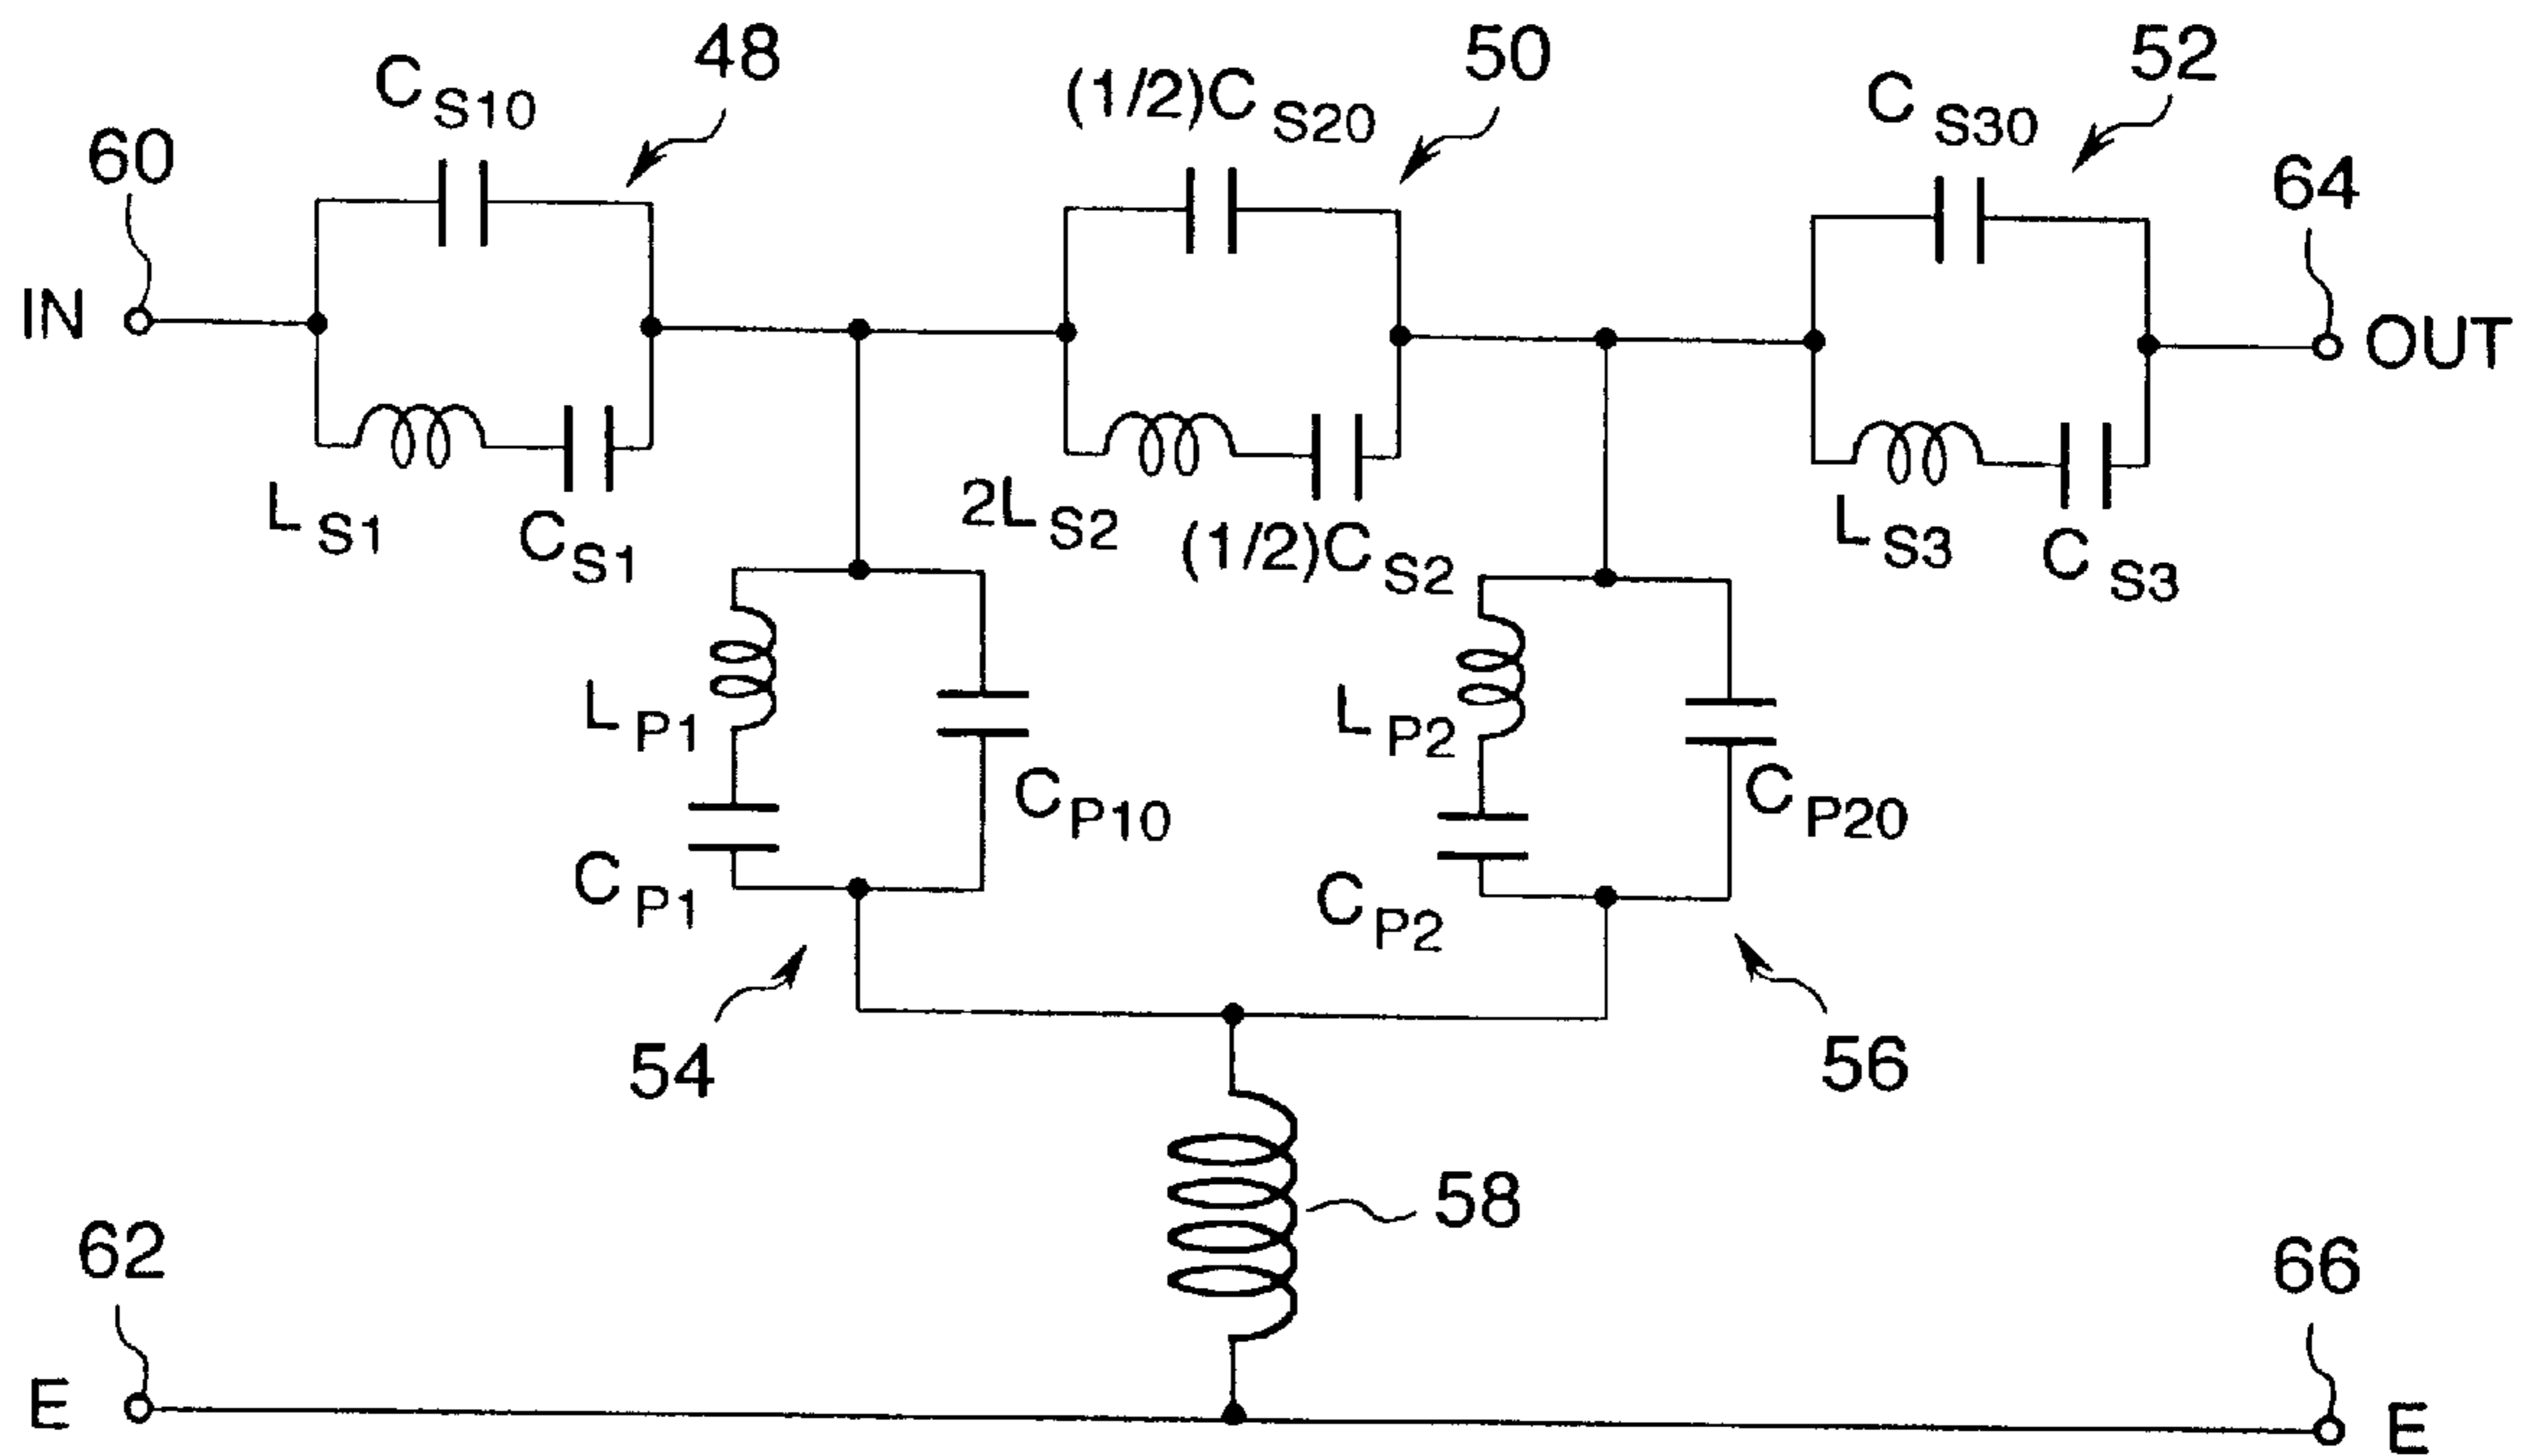 48
50
52
C S10
(1/2)C S20
C S30
60
64
IN
OUT
L S1
C S1
2L S2
(1/2)C S2
L S3
C S3
L P1
C P10
C P1
L P2
C P20
C P2
54
56
58
62
66
E
E